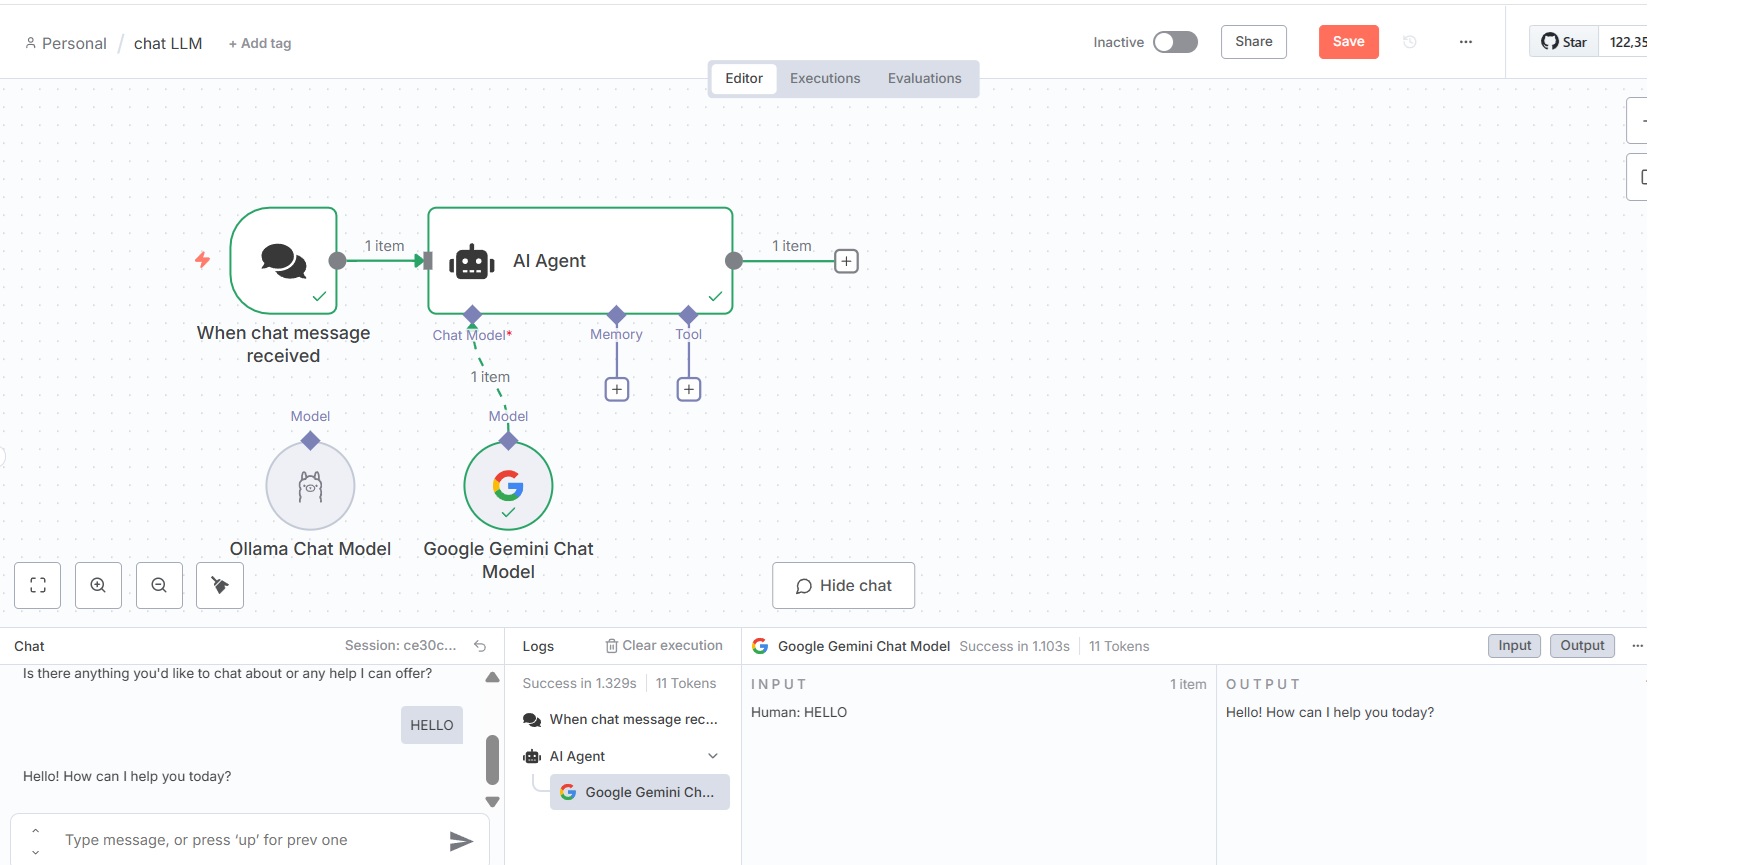 Personal / chat LLM + Add tag
Inactive
Share
Save
Star
122,35
Editor
Executions
Evaluations
1 item
AI Agent
1 item
When chat message
received
Chat Model*
Memory
Tool
1 item
Model
Model
Ollama Chat Model
Google Gemini Chat
Model
Hide chat
Chat
Session: ce30c...
Is there anything you'd like to chat about or any help I can offer?
HELLO
Hello! How can I help you today?
Type message, or press ‘up’ for prev one
Logs
Clear execution
Success in 1.329s
11 Tokens
When chat message rec...
AI Agent
Google Gemini Ch...
Google Gemini Chat Model Success in 1.103s 11 Tokens
Input
Output
INPUT
1 item
Human: HELLO
OUTPUT
Hello! How can I help you today?